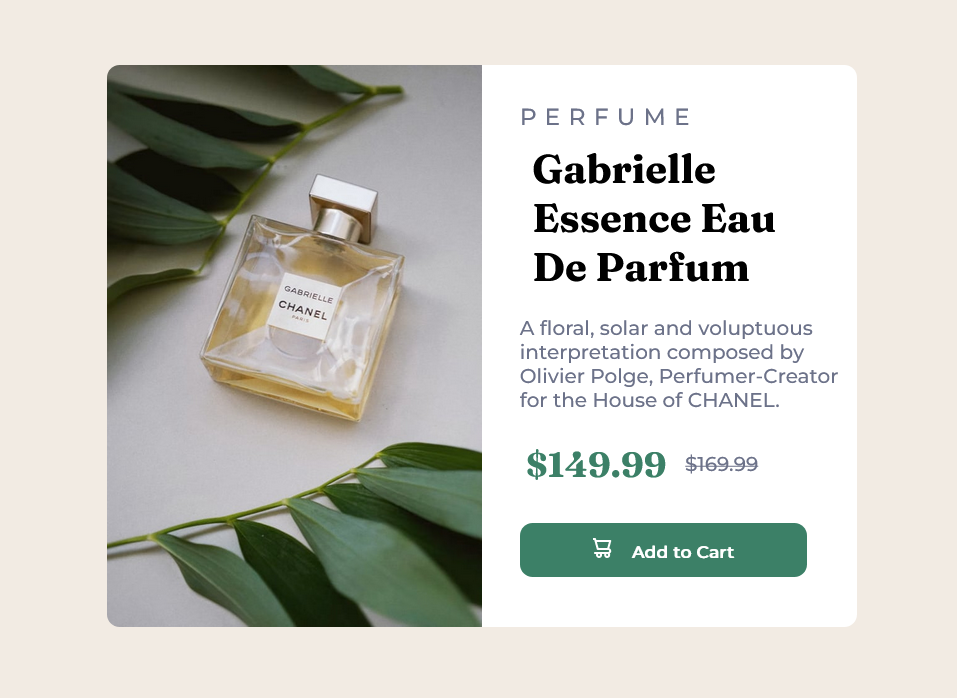 GABRIELLE
CHANEL
PARIS
PERFUME
Gabrielle
Essence Eau
De Parfum
A floral, solar and voluptuous
interpretation composed by
Olivier Polge, Perfumer-Creator
for the House of CHANEL.
$149.99 $169.99
Add to Cart